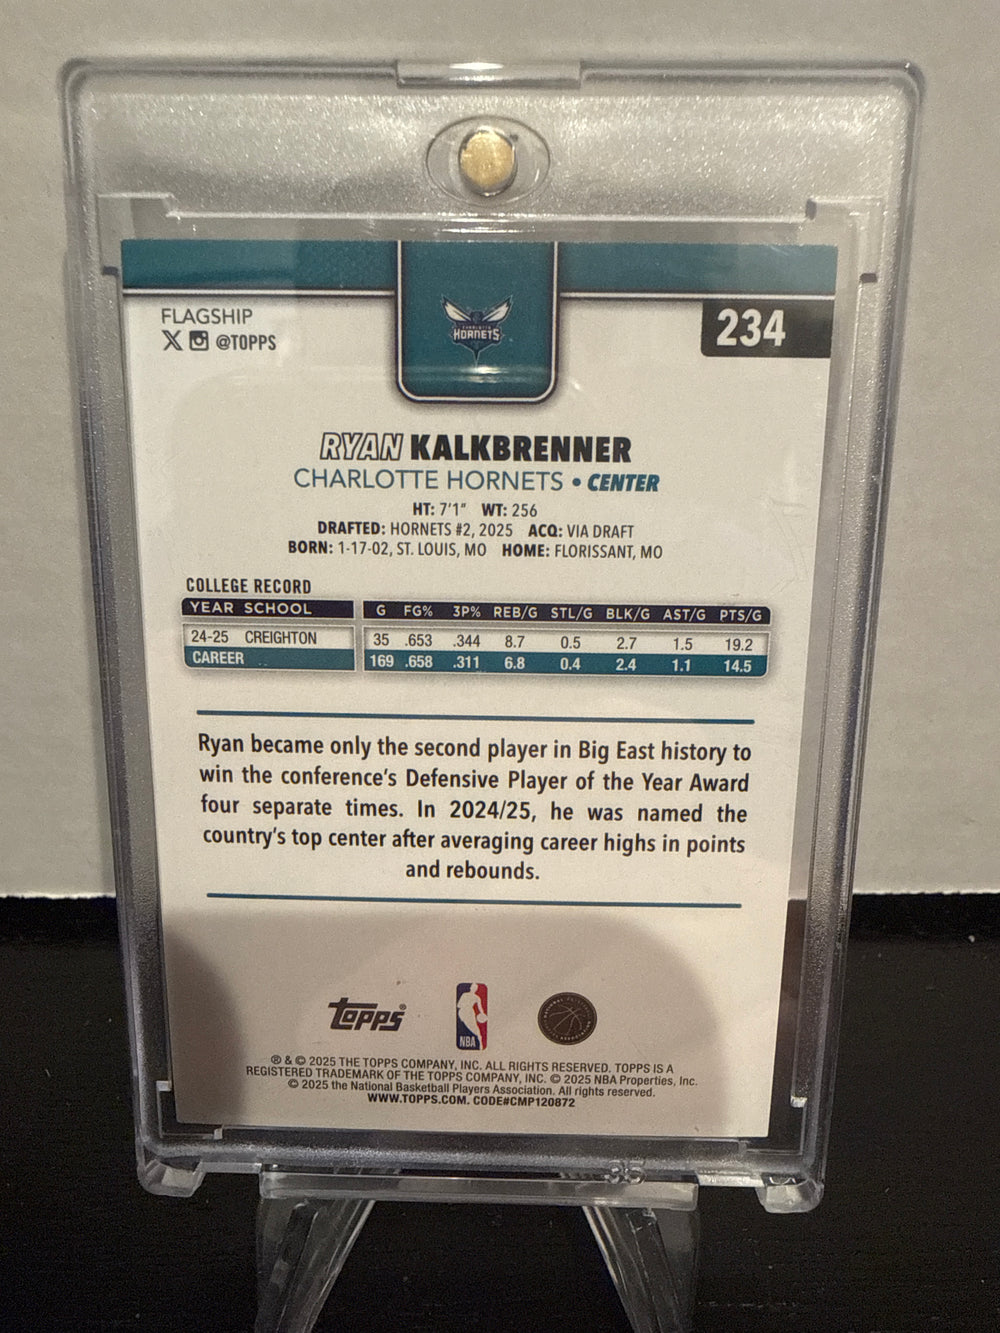 CHARLOTTE
HORNETS
FLAGSHIP
X @TOPPS
234
RYAN KALKBRENNER
CHARLOTTE HORNETS • CENTER
HT: 7'1" WT: 256
DRAFTED: HORNETS #2, 2025 ACQ: VIA DRAFT
BORN: 1-17-02, ST. LOUIS, MO HOME: FLORISSANT, MO
COLLEGE RECORD
YEAR SCHOOL G FG% 3P% REB/G STL/G BLK/G AST/G PTS/G
24-25 CREIGHTON 35 .653 .344 8.7 0.5 2.7 1.5 19.2
CAREER 169 .658 .311 6.8 0.4 2.4 1.1 14.5
Ryan became only the second player in Big East history to
win the conference's Defensive Player of the Year Award
four separate times. In 2024/25, he was named the
country's top center after averaging career highs in points
and rebounds.
Topps®
NBA
® & © 2025 THE TOPPS COMPANY, INC. ALL RIGHTS RESERVED. TOPPS IS A
REGISTERED TRADEMARK OF THE TOPPS COMPANY, INC. © 2025 NBA Properties, Inc.
© 2025 the National Basketball Players Association. All rights reserved.
WWW.TOPPS.COM. CODE#CMP120872